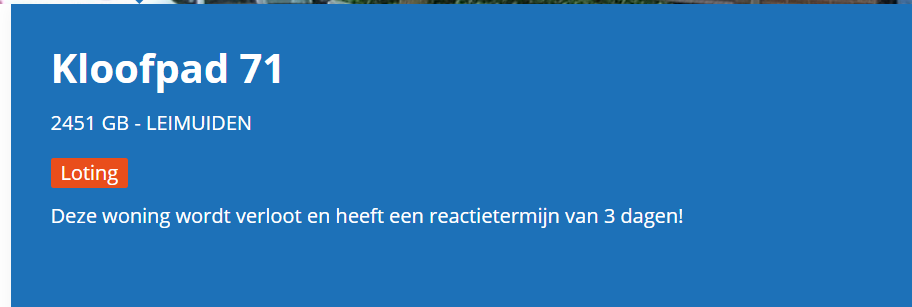 Kloofpad 71
2451 GB - LEIMUIDEN
Loting
Deze woning wordt verloot en heeft een reactietermijn van 3 dagen!